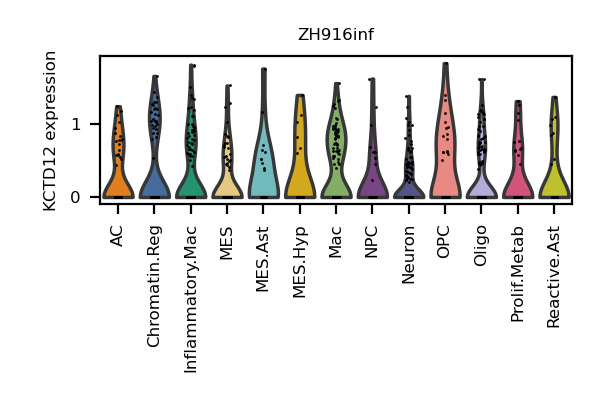 ZH916inf
KCTD12 expression
1
0
AC
Chromatin.Reg
Inflammatory.Mac
MES
MES.Ast
MES.Hyp
Mac
NPC
Neuron
OPC
Oligo
Prolif.Metab
Reactive.Ast